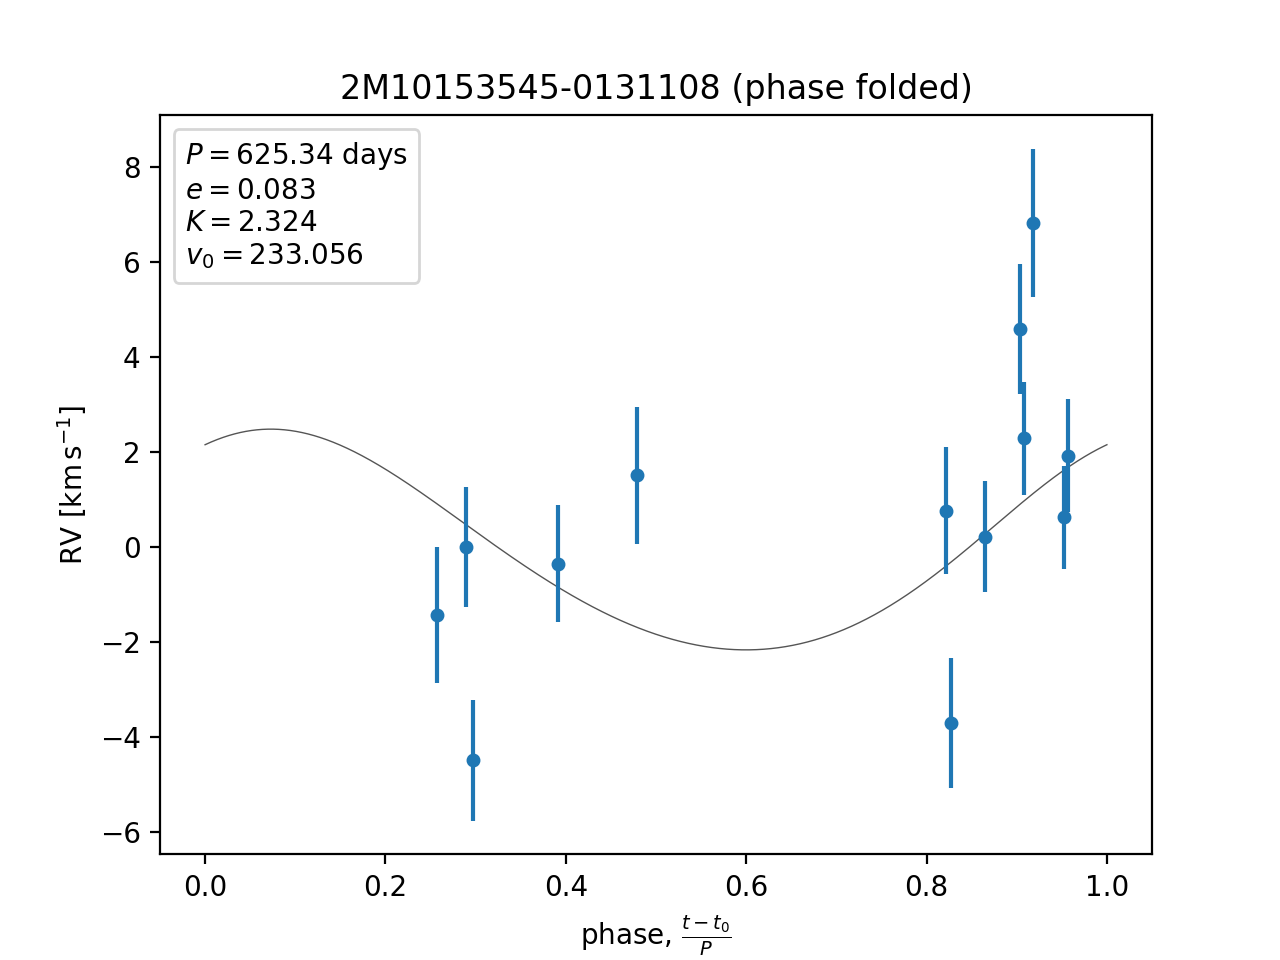 2M10153545-0131108 (phase folded)
P = 625.34 days
e = 0.083
K = 2.324
v₀ = 233.056
8
6
4
2
0
−2
−4
−6
RV [km s⁻¹]
0.0 0.2 0.4 0.6 0.8 1.0
phase, (t − t₀)/P